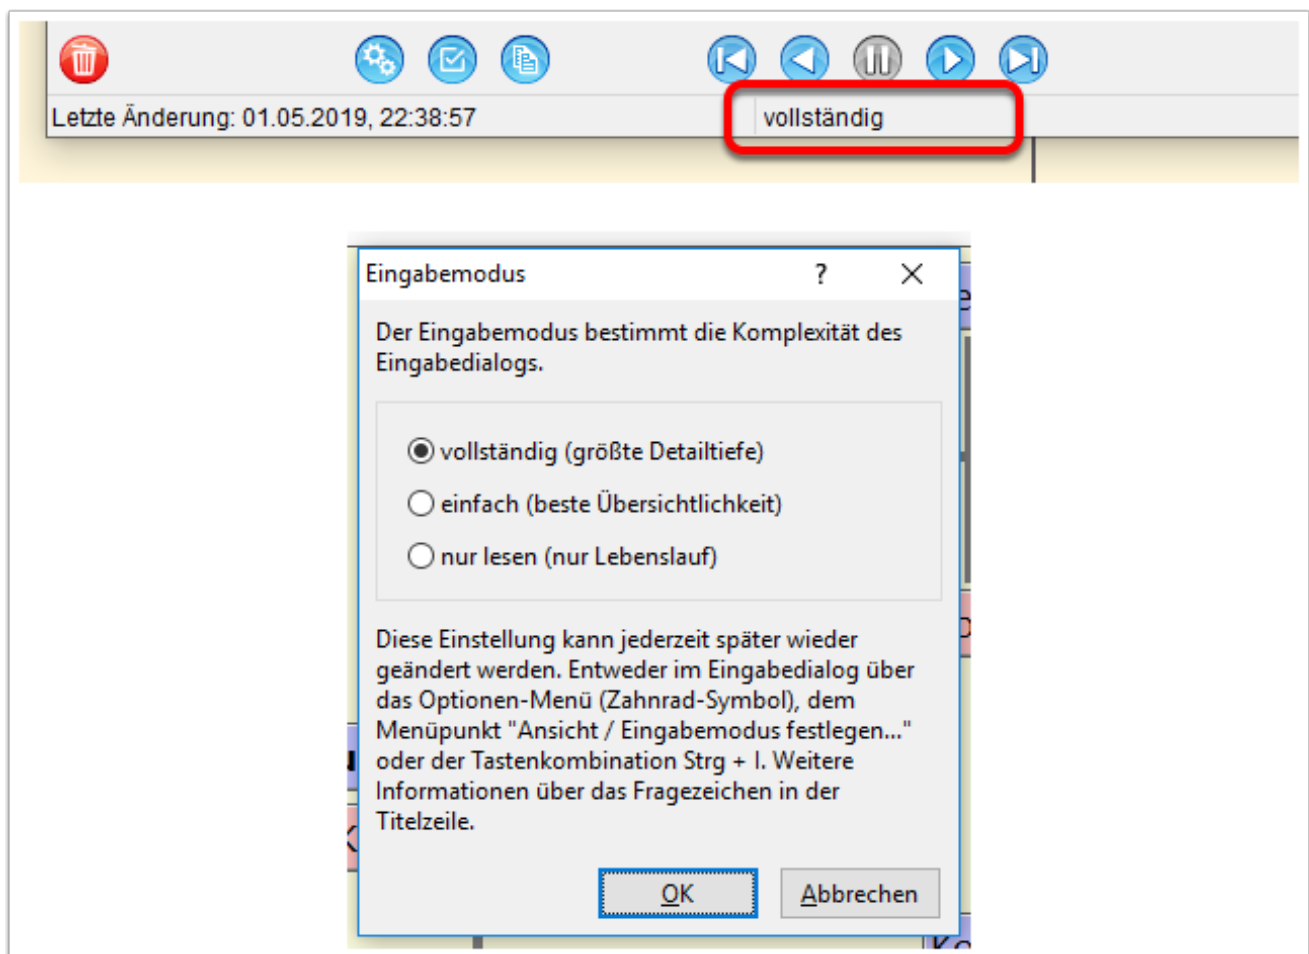 Letzte Änderung: 01.05.2019, 22:38:57 vollständig
Eingabemodus ?
Der Eingabemodus bestimmt die Komplexität des
Eingabedialogs.
vollständig (größte Detailtiefe)
einfach (beste Übersichtlichkeit)
nur lesen (nur Lebenslauf)
Diese Einstellung kann jederzeit später wieder
geändert werden. Entweder im Eingabedialog über
das Optionen-Menü (Zahnrad-Symbol), dem
Menüpunkt "Ansicht / Eingabemodus festlegen..."
oder der Tastenkombination Strg + I. Weitere
Informationen über das Fragezeichen in der
Titelzeile.
OK Abbrechen